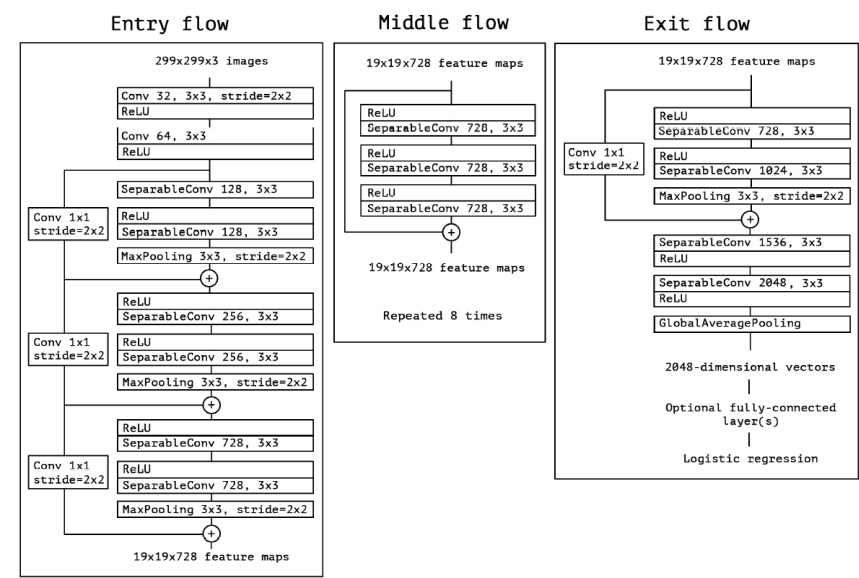 Entry flow
299x299x3 images
Conv 32, 3x3, stride=2x2
ReLU
Conv 64, 3x3
ReLU
SeparableConv 128, 3x3
Conv 1x1
stride=2x2
ReLU
SeparableConv 128, 3x3
MaxPooling 3x3, stride=2x2
+
ReLU
SeparableConv 256, 3x3
Conv 1x1
stride=2x2
ReLU
SeparableConv 256, 3x3
MaxPooling 3x3, stride=2x2
+
ReLU
SeparableConv 728, 3x3
Conv 1x1
stride=2x2
ReLU
SeparableConv 728, 3x3
MaxPooling 3x3, stride=2x2
+
19x19x728 feature maps
Middle flow
19x19x728 feature maps
ReLU
SeparableConv 728, 3x3
ReLU
SeparableConv 728, 3x3
ReLU
SeparableConv 728, 3x3
+
19x19x728 feature maps
Repeated 8 times
Exit flow
19x19x728 feature maps
ReLU
SeparableConv 728, 3x3
Conv 1x1
stride=2x2
ReLU
SeparableConv 1024, 3x3
MaxPooling 3x3, stride=2x2
+
SeparableConv 1536, 3x3
ReLU
SeparableConv 2048, 3x3
ReLU
GlobalAveragePooling
2048-dimensional vectors
Optional fully-connected
layer(s)
Logistic regression